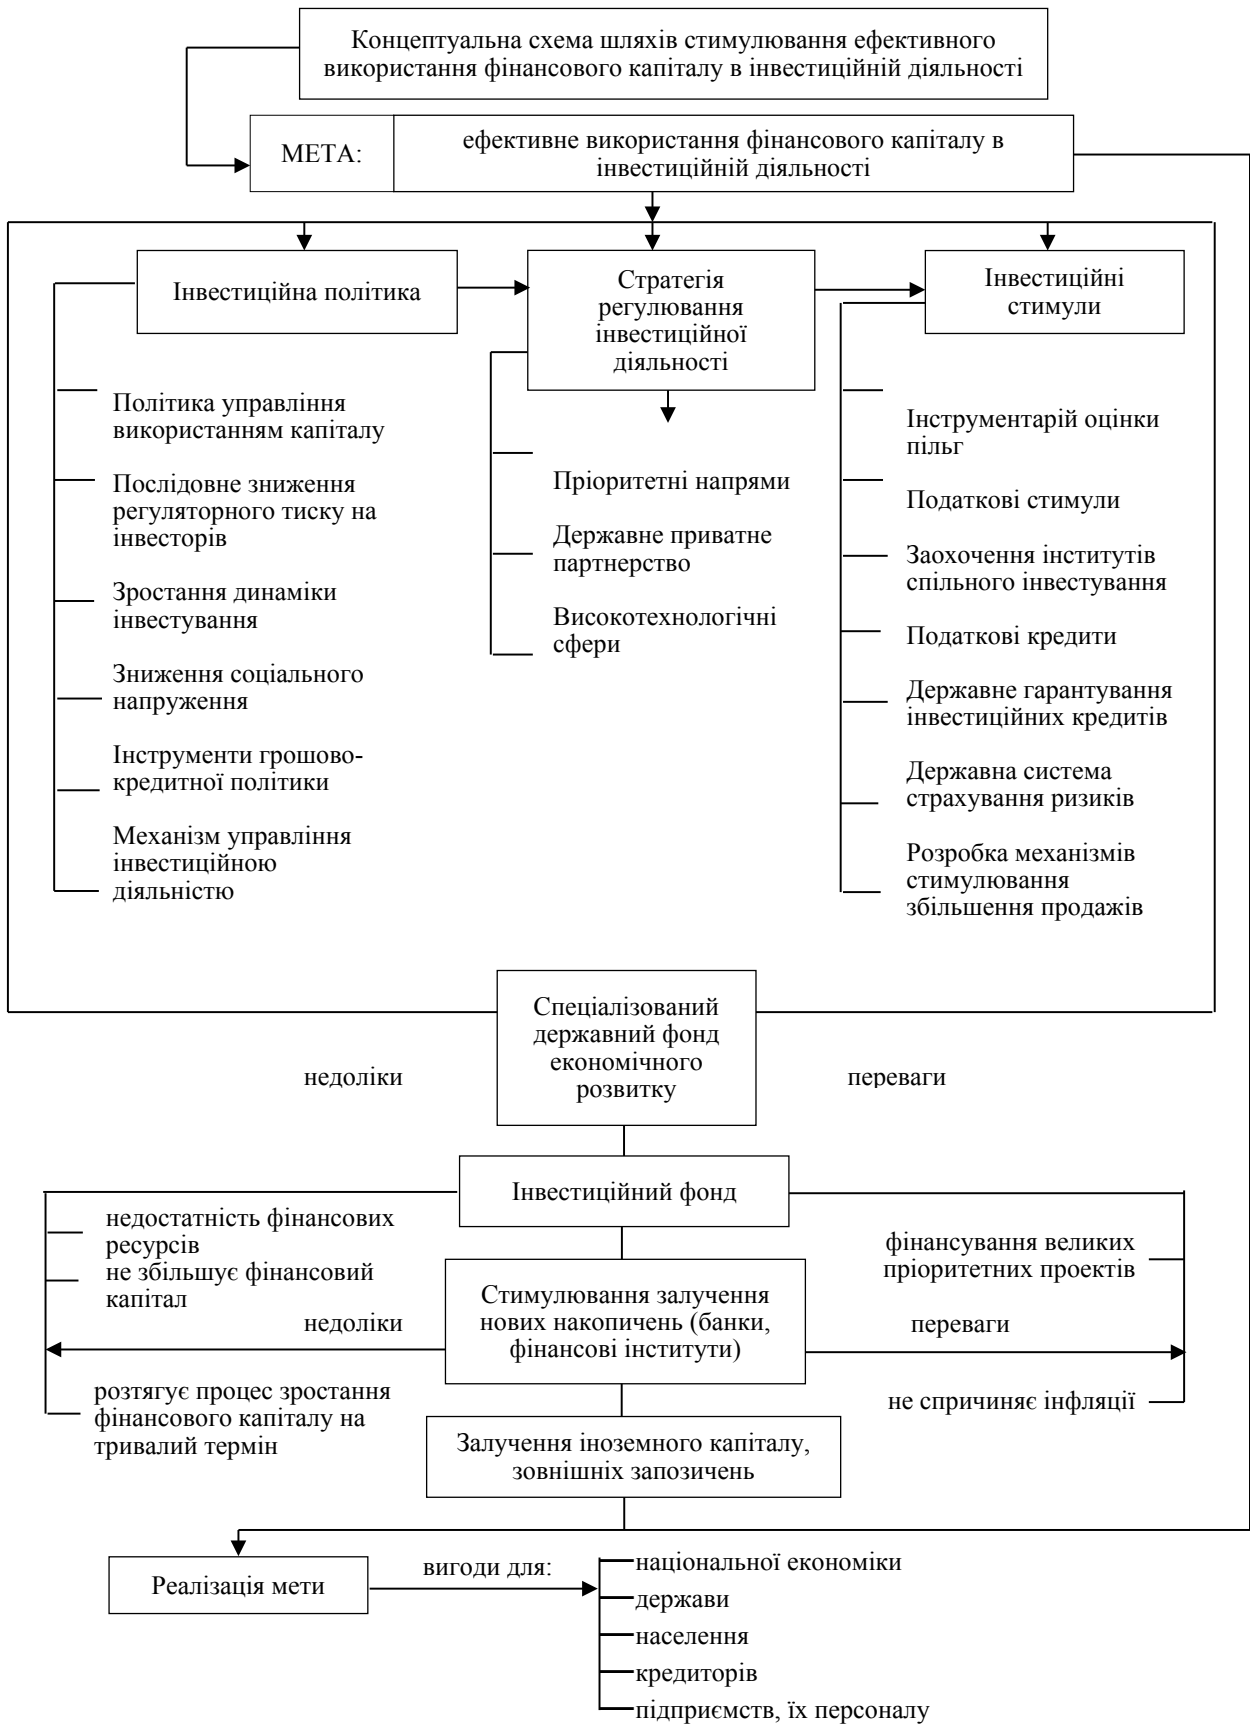 Концептуальна схема шляхів стимулювання ефективного
використання фінансового капіталу в інвестиційній діяльності
МЕТА:
ефективне використання фінансового капіталу в
інвестиційній діяльності
Інвестиційна політика
Стратегія
регулювання
інвестиційної
діяльності
Інвестиційні
стимули
Політика управління
використанням капіталу
Послідовне зниження
регуляторного тиску на
інвесторів
Зростання динаміки
інвестування
Зниження соціального
напруження
Інструменти грошово-
кредитної політики
Механізм управління
інвестиційною
діяльністю
Пріоритетні напрями
Державне приватне
партнерство
Високотехнологічні
сфери
Інструментарій оцінки
пільг
Податкові стимули
Заохочення інститутів
спільного інвестування
Податкові кредити
Державне гарантування
інвестиційних кредитів
Державна система
страхування ризиків
Розробка механізмів
стимулювання
збільшення продажів
Спеціалізований
державний фонд
економічного
розвитку
недоліки
переваги
Інвестиційний фонд
недостатність фінансових
ресурсів
не збільшує фінансовий
капітал
фінансування великих
пріоритетних проектів
Стимулювання залучення
нових накопичень (банки,
фінансові інститути)
недоліки
переваги
розтягує процес зростання
фінансового капіталу на
тривалий термін
не спричиняє інфляції
Залучення іноземного капіталу,
зовнішніх запозичень
Реалізація мети
вигоди для:
національної економіки
держави
населення
кредиторів
підприємств, їх персоналу